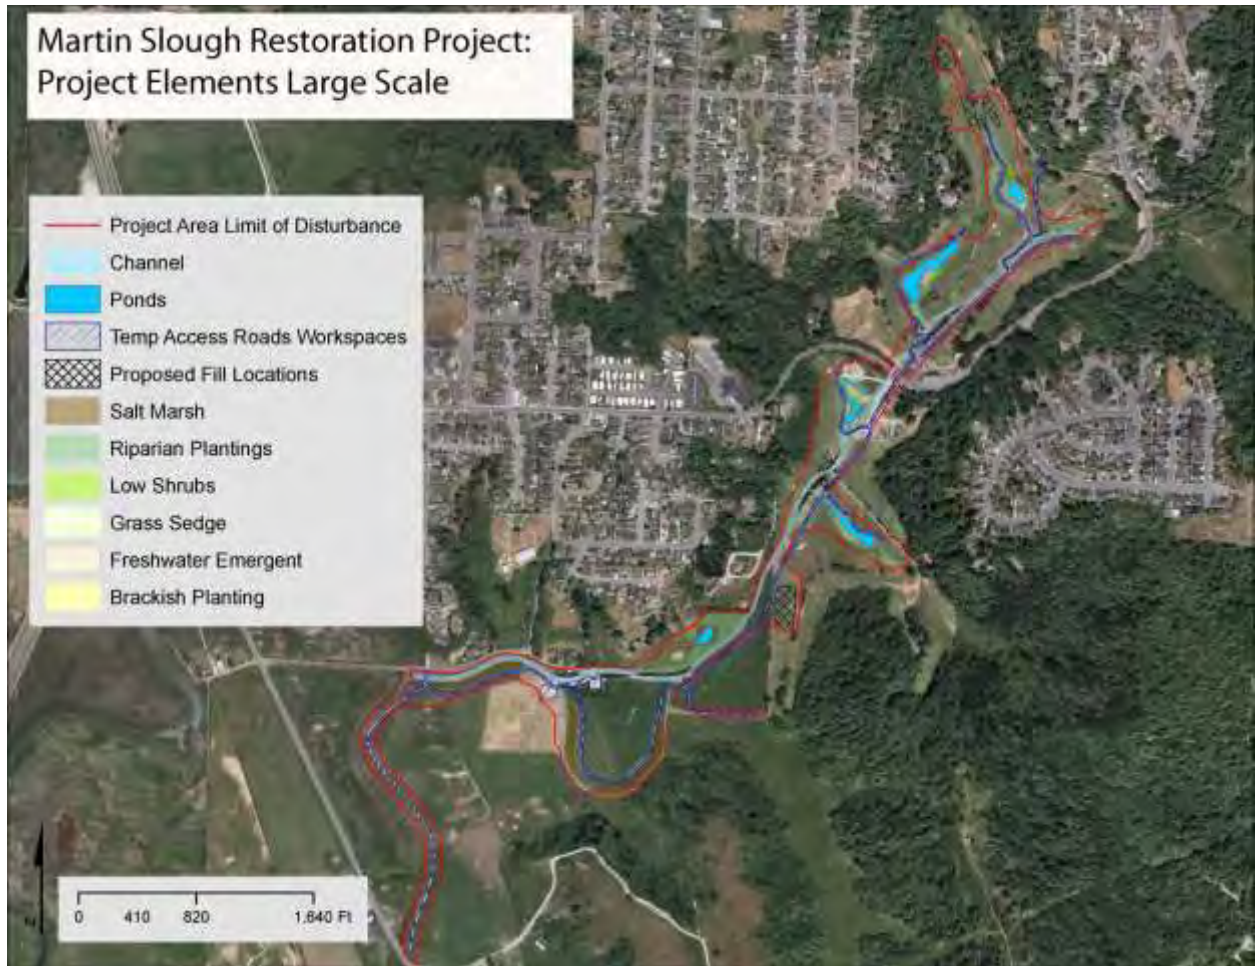 Martin Slough Restoration Project:
Project Elements Large Scale
Project Area Limit of Disturbance
Channel
Ponds
Temp Access Roads Workspaces
Proposed Fill Locations
Salt Marsh
Riparian Plantings
Low Shrubs
Grass Sedge
Freshwater Emergent
Brackish Planting
Z
0 410 820 1,640 Ft